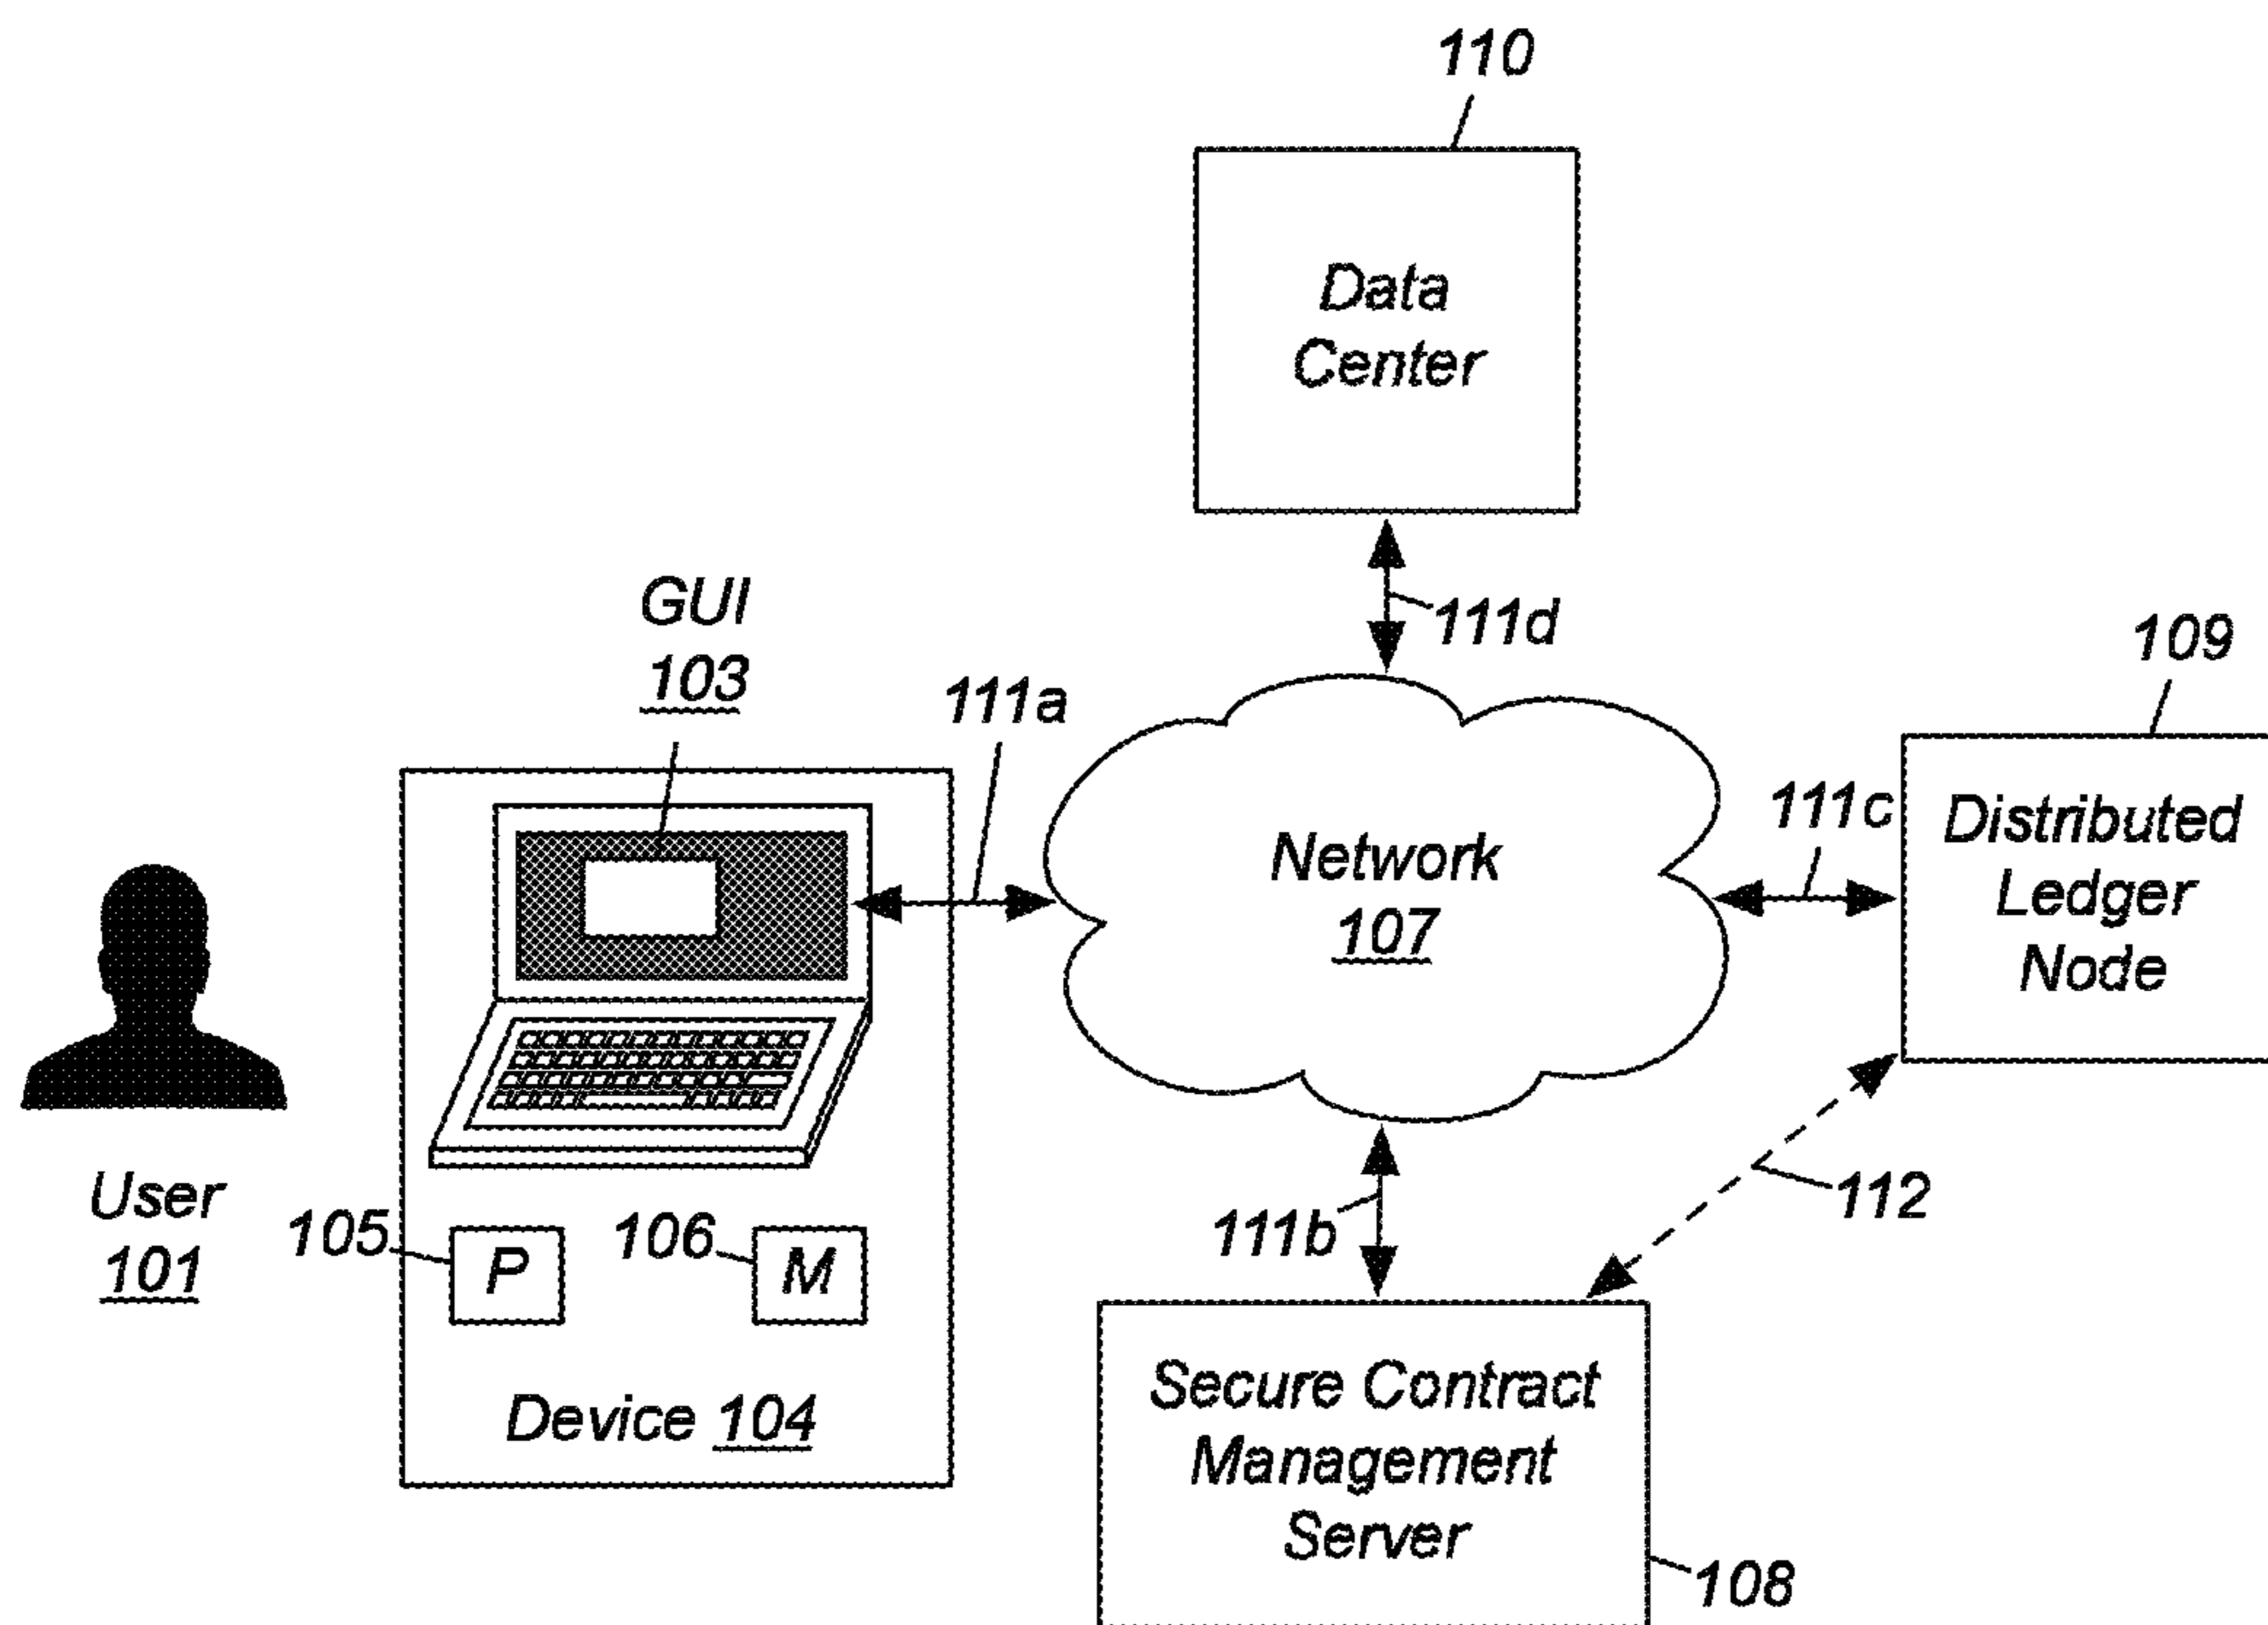 110
Data
Center
111d
GUI
103
111a
109
Network
107
111c
Distributed
Ledger
Node
User
101
105
P
106
M
Device 104
111b
112
Secure Contract
Management
Server
108